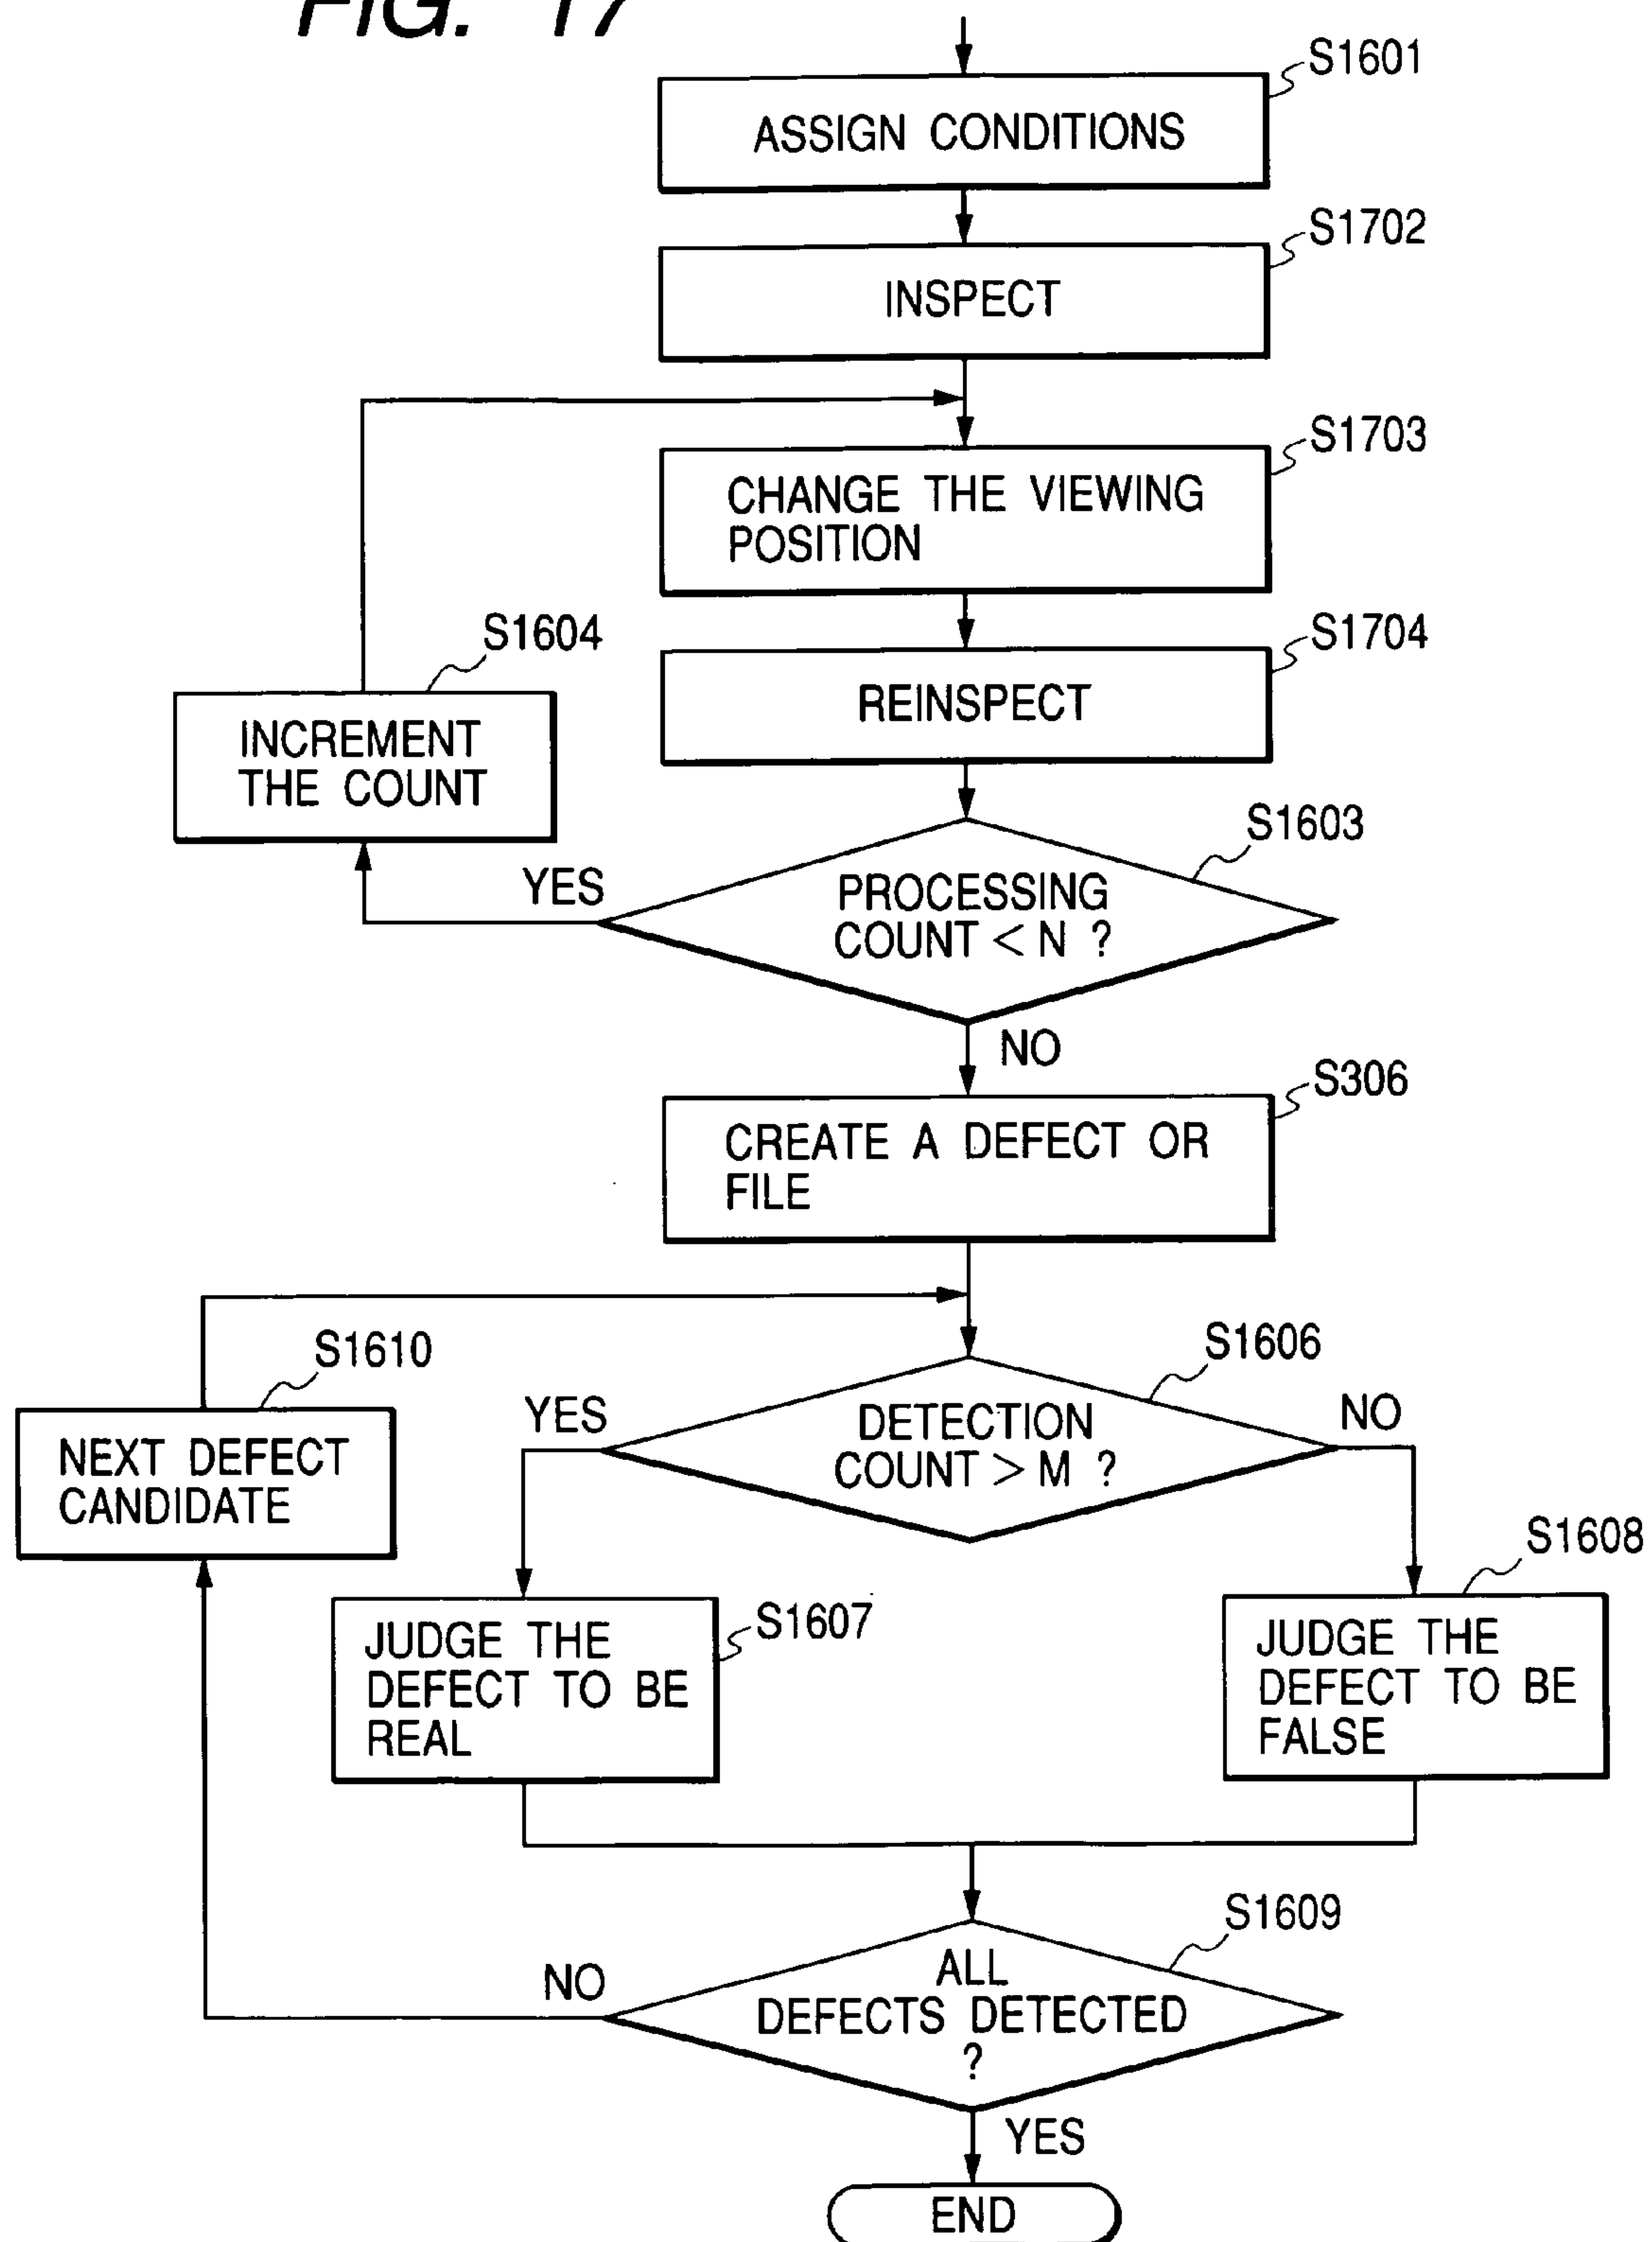 FIG. 17
S1601
ASSIGN CONDITIONS
S1702
INSPECT
S1703
CHANGE THE VIEWING
POSITION
S1704
REINSPECT
S1604
INCREMENT
THE COUNT
S1603
YES
PROCESSING
COUNT < N ?
NO
S306
CREATE A DEFECT OR
FILE
S1610
NEXT DEFECT
CANDIDATE
S1606
YES
DETECTION
COUNT > M ?
NO
S1607
JUDGE THE
DEFECT TO BE
REAL
S1608
JUDGE THE
DEFECT TO BE
FALSE
S1609
NO
ALL
DEFECTS DETECTED
?
YES
END